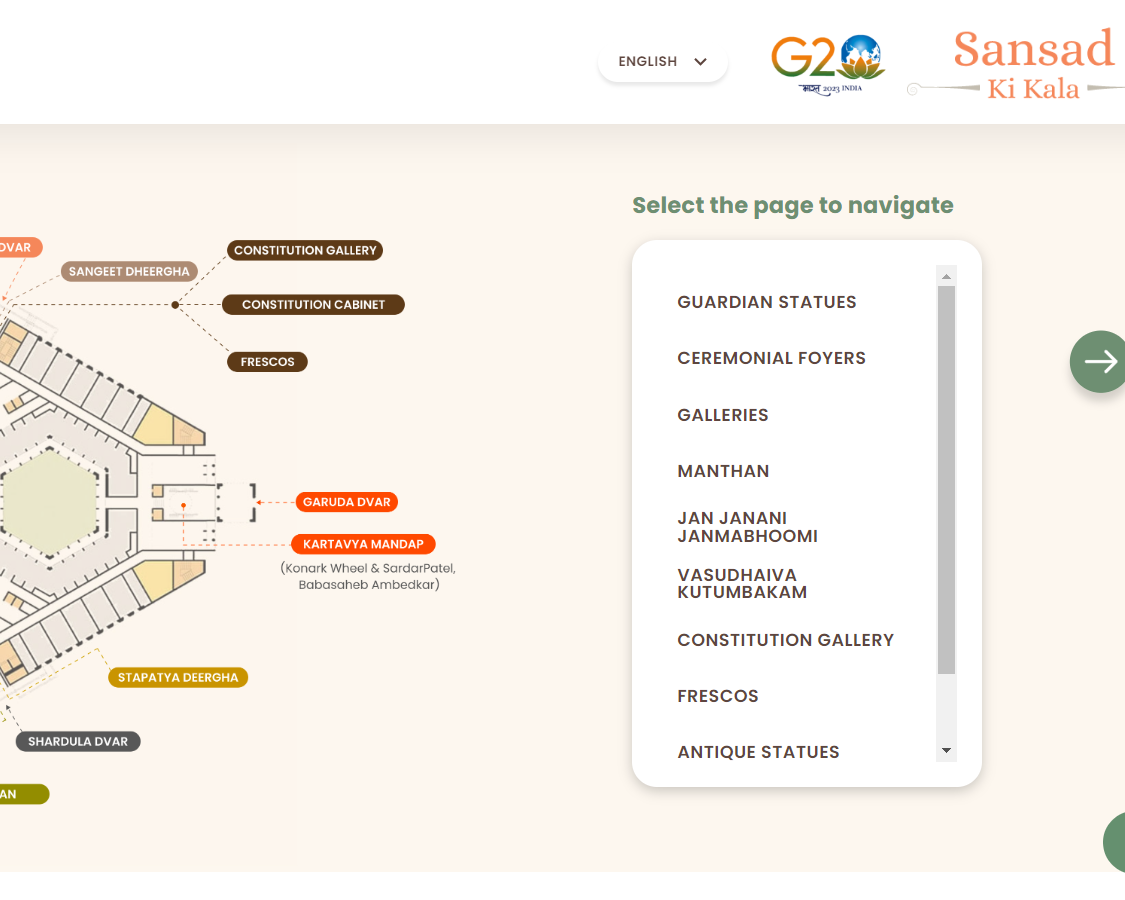 ENGLISH
G20
भारत 2023 INDIA
Sansad
Ki Kala
Select the page to navigate
DVAR
SANGEET DHEERGHA
CONSTITUTION GALLERY
CONSTITUTION CABINET
FRESCOS
GARUDA DVAR
KARTAVYA MANDAP
(Konark Wheel & SardarPatel,
Babasaheb Ambedkar)
STAPATYA DEERGHA
SHARDULA DVAR
AN
GUARDIAN STATUES
CEREMONIAL FOYERS
GALLERIES
MANTHAN
JAN JANANI
JANMABHOOMI
VASUDHAIVA
KUTUMBAKAM
CONSTITUTION GALLERY
FRESCOS
ANTIQUE STATUES